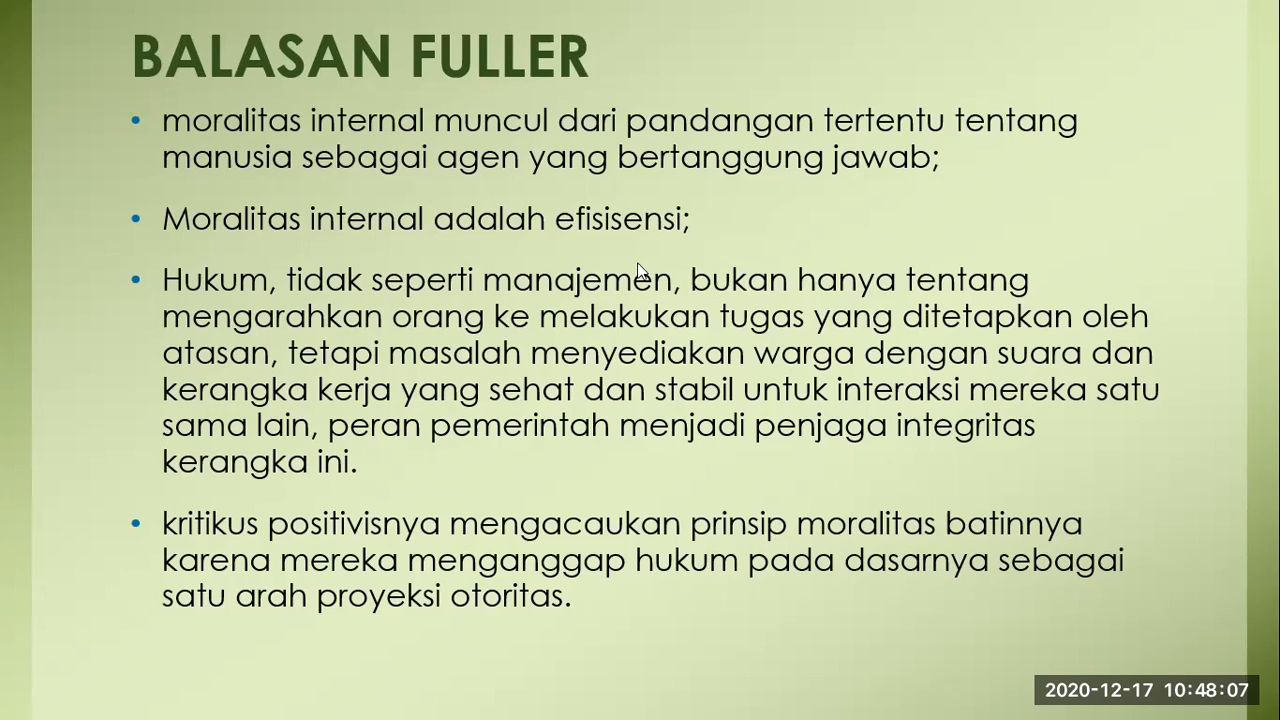 BALASAN FULLER
• moralitas internal muncul dari pandangan tertentu tentang
manusia sebagai agen yang bertanggung jawab;
• Moralitas internal adalah efisisensi;
• Hukum, tidak seperti manajemen, bukan hanya tentang
mengarahkan orang ke melakukan tugas yang ditetapkan oleh
atasan, tetapi masalah menyediakan warga dengan suara dan
kerangka kerja yang sehat dan stabil untuk interaksi mereka satu
sama lain, peran pemerintah menjadi penjaga integritas
kerangka ini.
• kritikus positivisnya mengacaukan prinsip moralitas batinnya
karena mereka menganggap hukum pada dasarnya sebagai
satu arah proyeksi otoritas.
2020-12-17 10:48:07